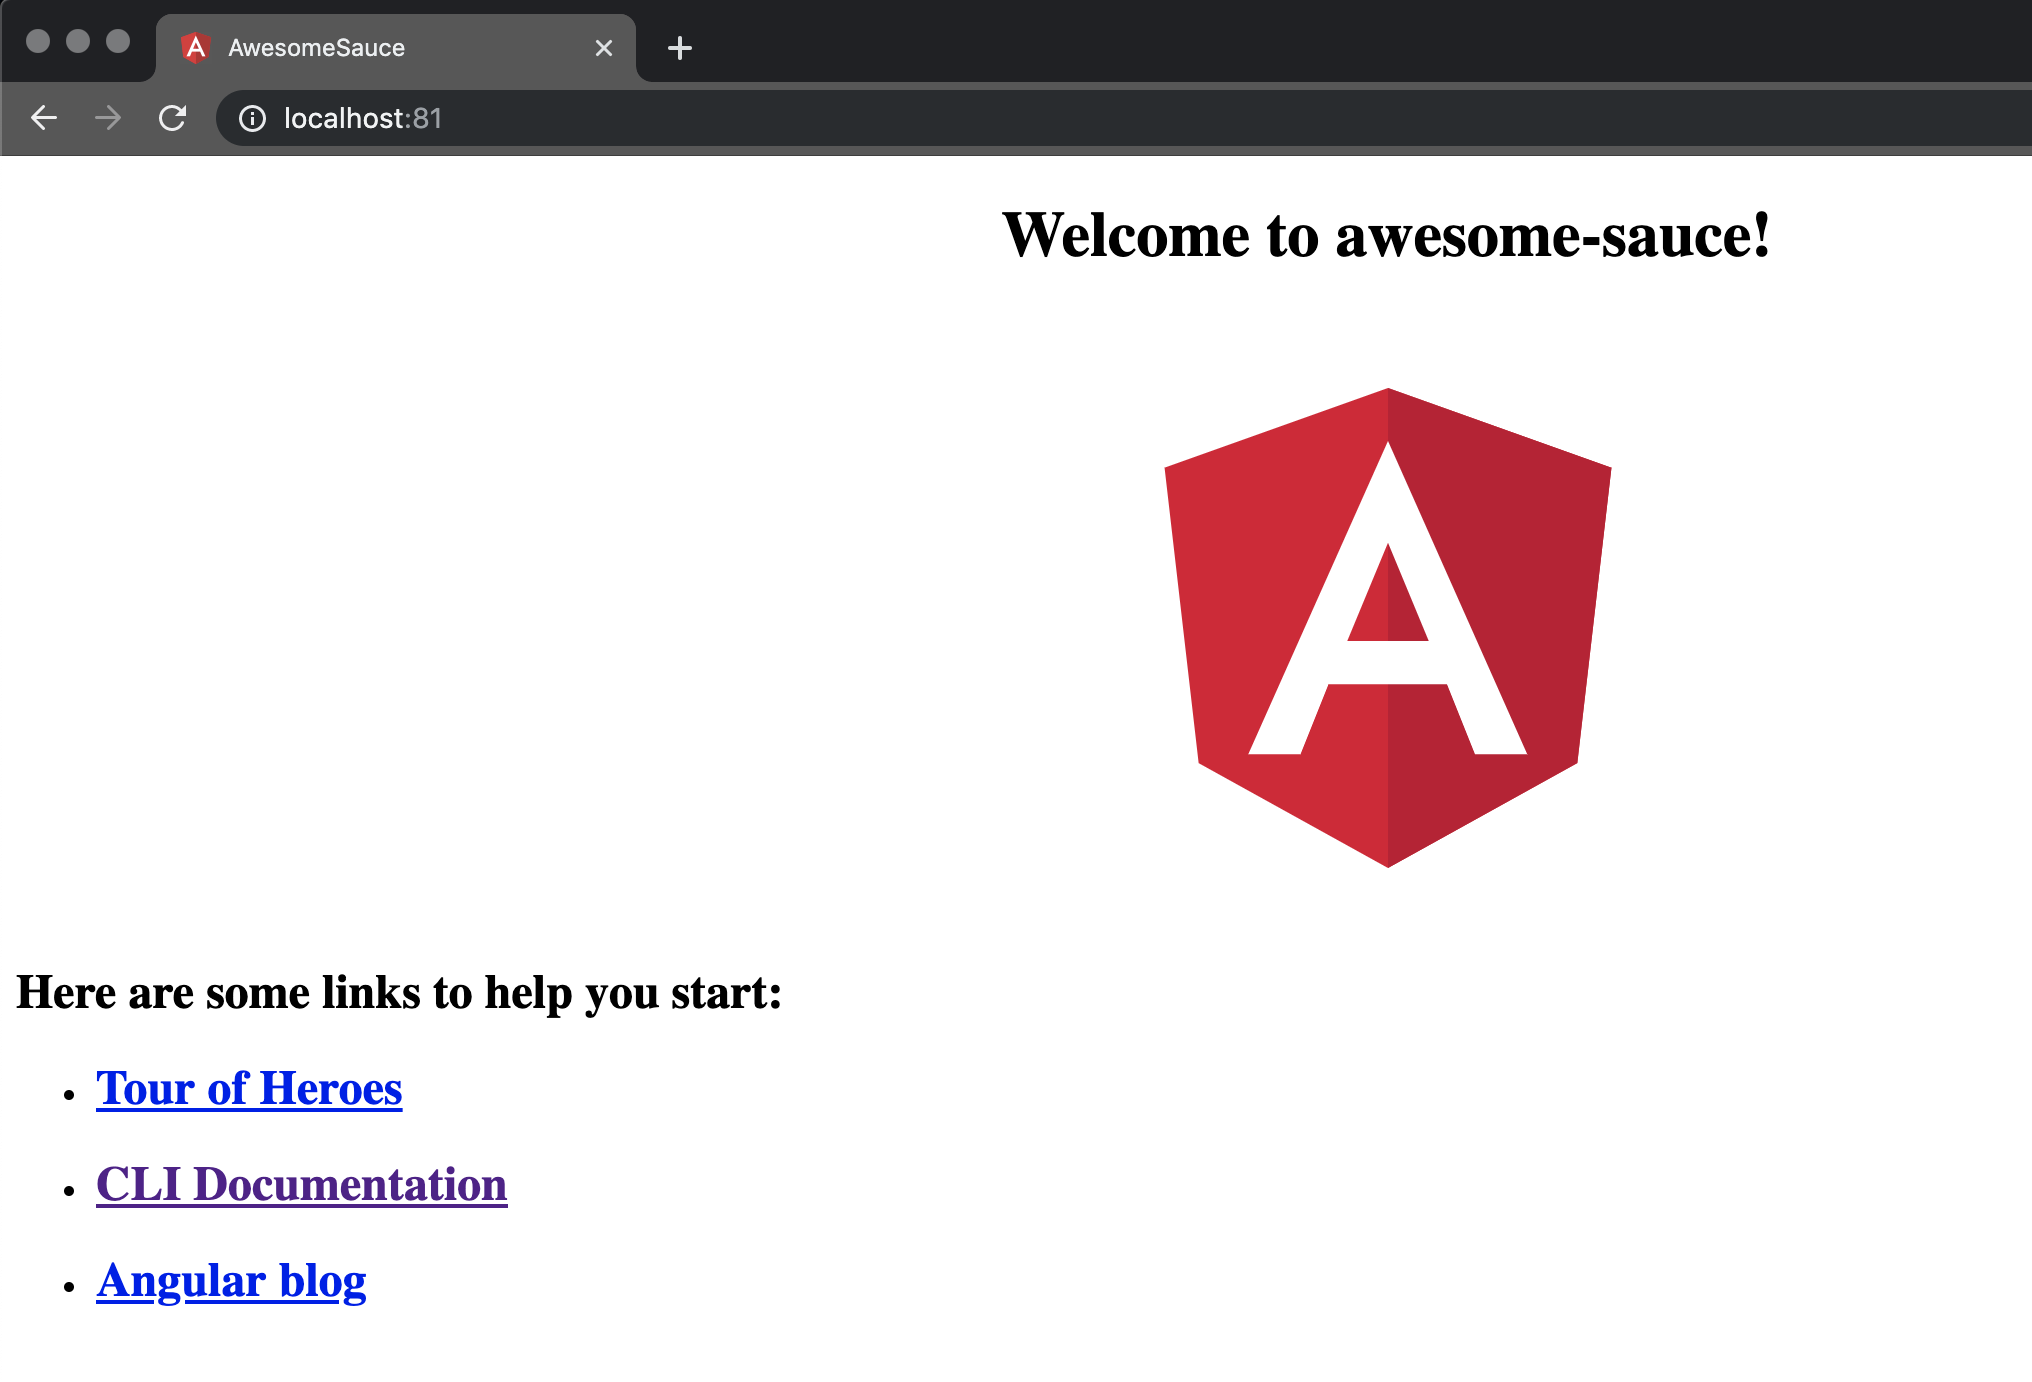 AwesomeSauce
localhost:81
Welcome to awesome-sauce!
A
Here are some links to help you start:
Tour of Heroes
CLI Documentation
Angular blog